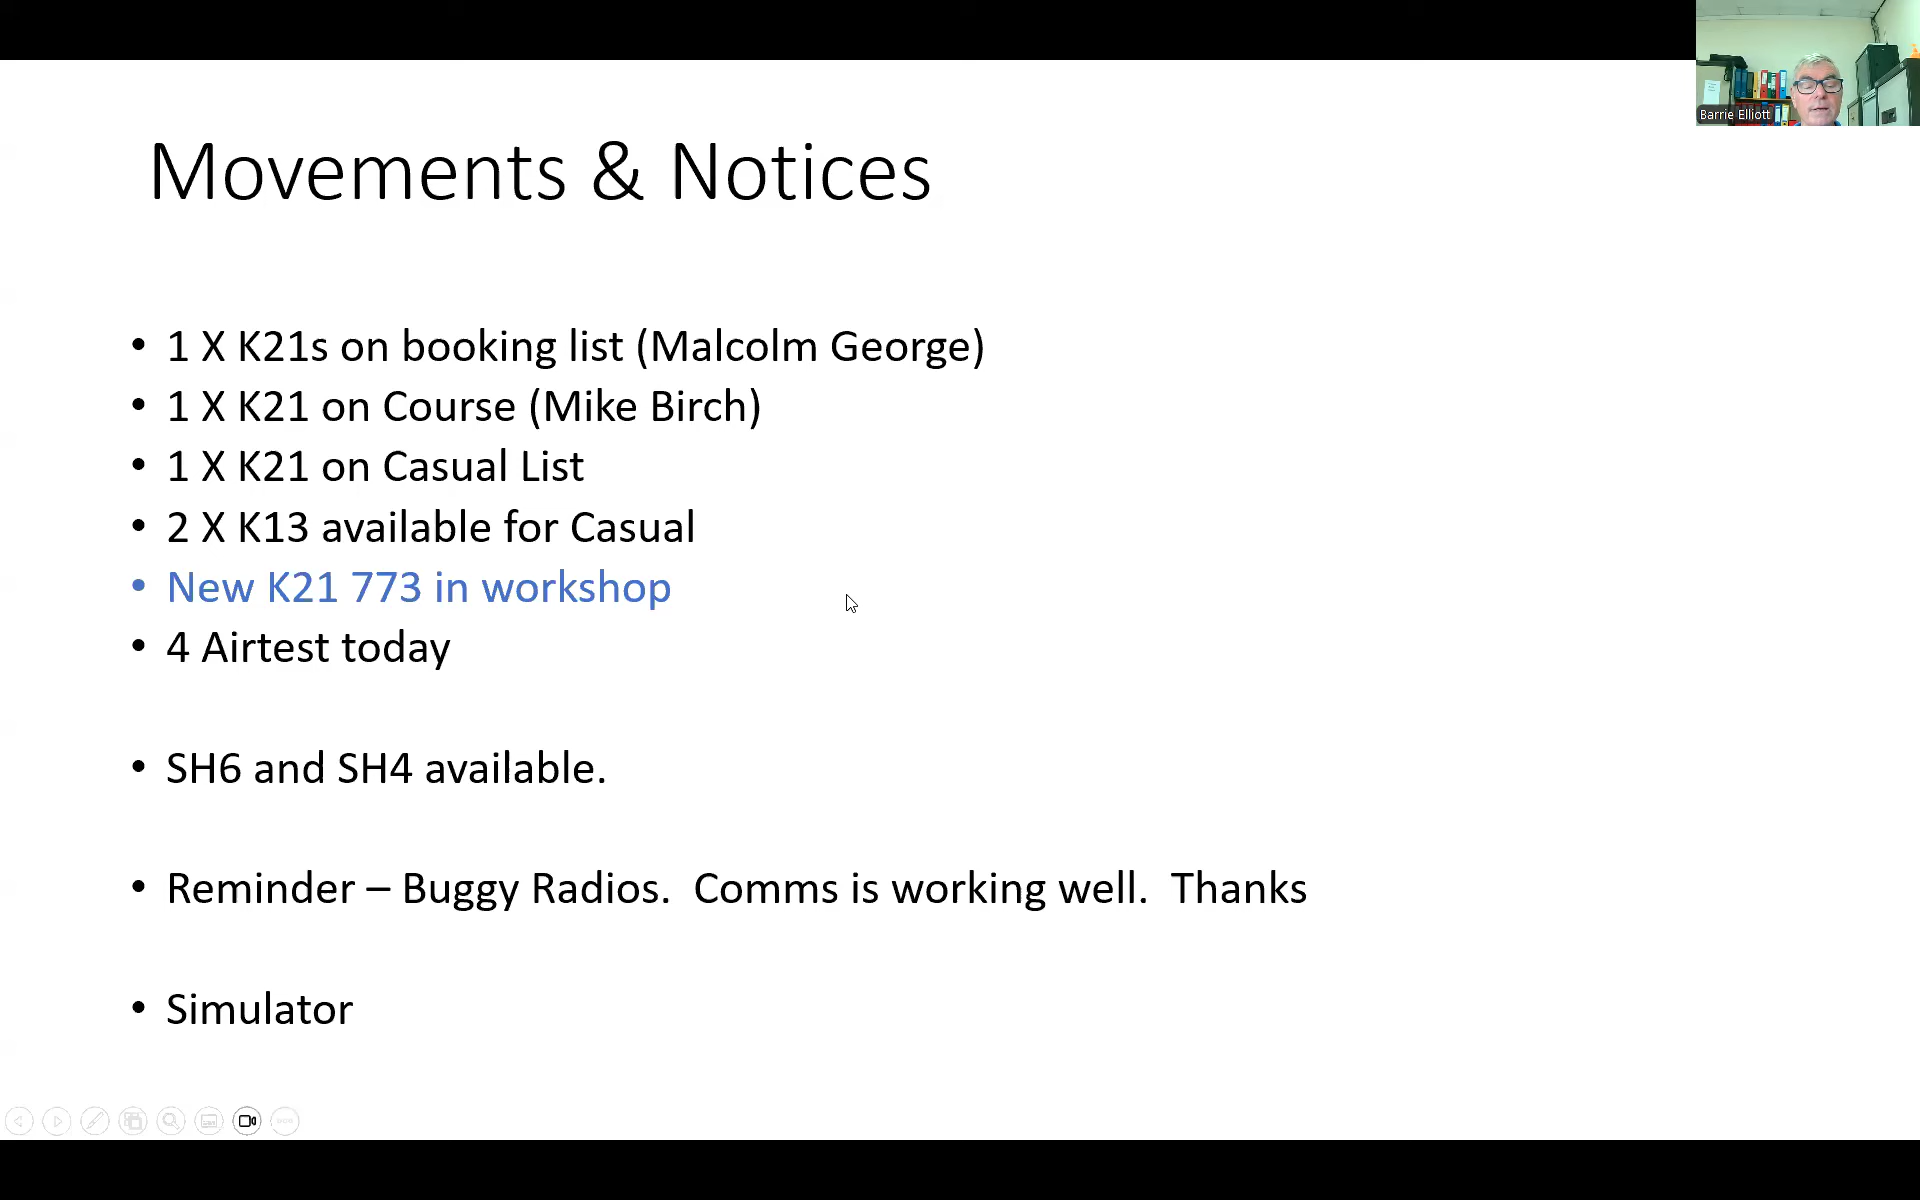 Barrie Elliott
Movements & Notices
• 1 X K21s on booking list (Malcolm George)
• 1 X K21 on Course (Mike Birch)
• 1 X K21 on Casual List
• 2 X K13 available for Casual
• New K21 773 in workshop
• 4 Airtest today
• SH6 and SH4 available.
• Reminder – Buggy Radios.  Comms is working well.  Thanks
• Simulator